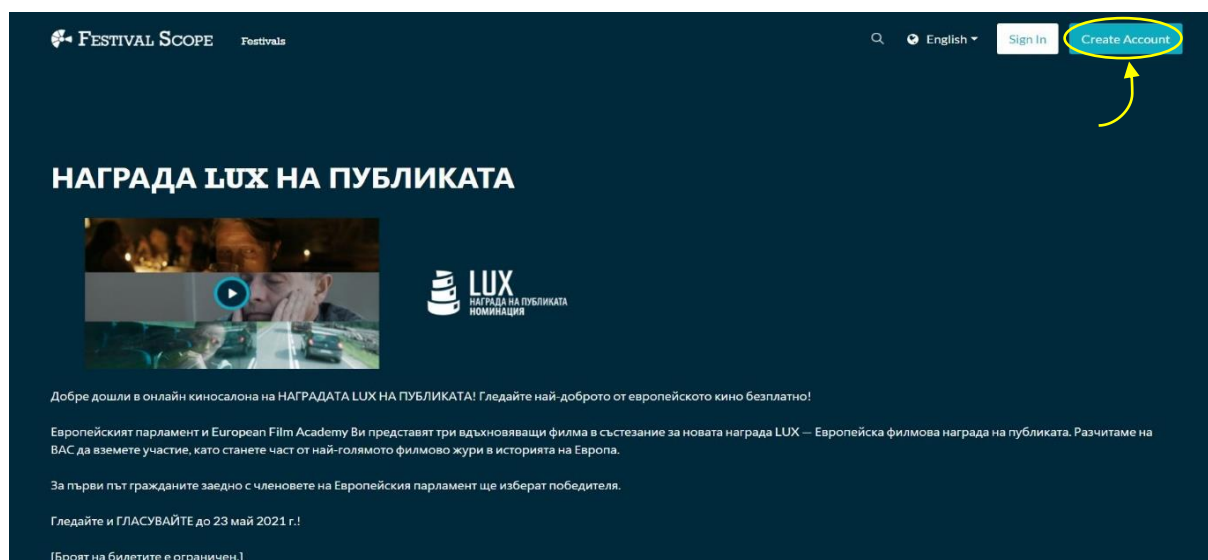 FESTIVAL SCOPE Festivals English Sign In Create Account
НАГРАДА LUX НА ПУБЛИКАТА
LUX
НАГРАДА НА ПУБЛИКАТА
НОМИНАЦИЯ
Добре дошли в онлайн киносалона на НАГРАДАТА LUX НА ПУБЛИКАТА! Гледайте най-доброто от европейското кино безплатно!
Европейският парламент и European Film Academy Ви представят три вдъхновяващи филма в състезание за новата награда LUX — Европейска филмова награда на публиката. Разчитаме на
ВАС да вземете участие, като станете част от най-голямото филмово жури в историята на Европа.
За първи път гражданите заедно с членовете на Европейския парламент ще изберат победителя.
Гледайте и ГЛАСУВАЙТЕ до 23 май 2021 г.!
[Броят на билетите е ограничен.]